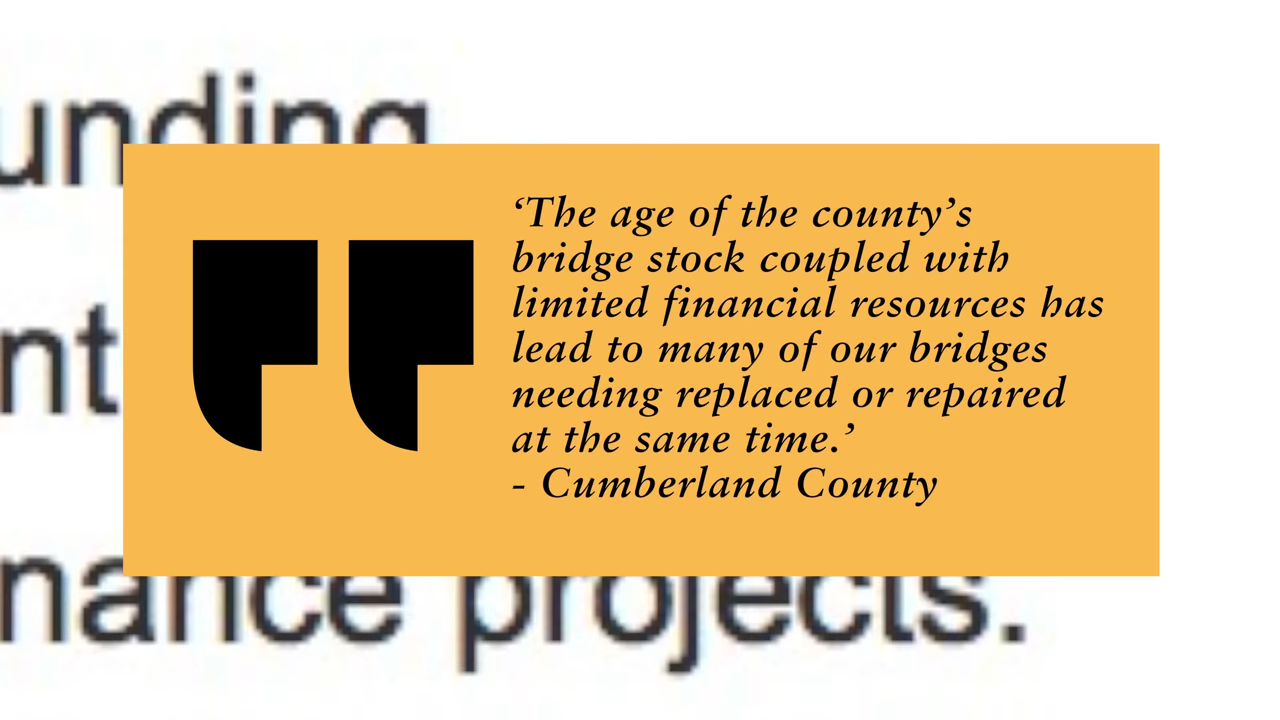 unding
‘The age of the county’s
bridge stock coupled with
limited financial resources has
lead to many of our bridges
needing replaced or repaired
at the same time.’
- Cumberland County
nt
nance projects.